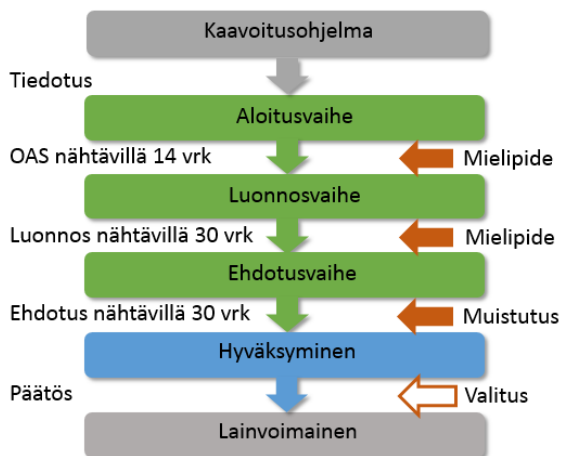 Kaavoitusohjelma
Tiedotus
Aloitusvaihe
OAS nähtävillä 14 vrk
Mielipide
Luonnosvaihe
Luonnos nähtävillä 30 vrk
Mielipide
Ehdotusvaihe
Ehdotus nähtävillä 30 vrk
Muistutus
Hyväksyminen
Päätös
Valitus
Lainvoimainen